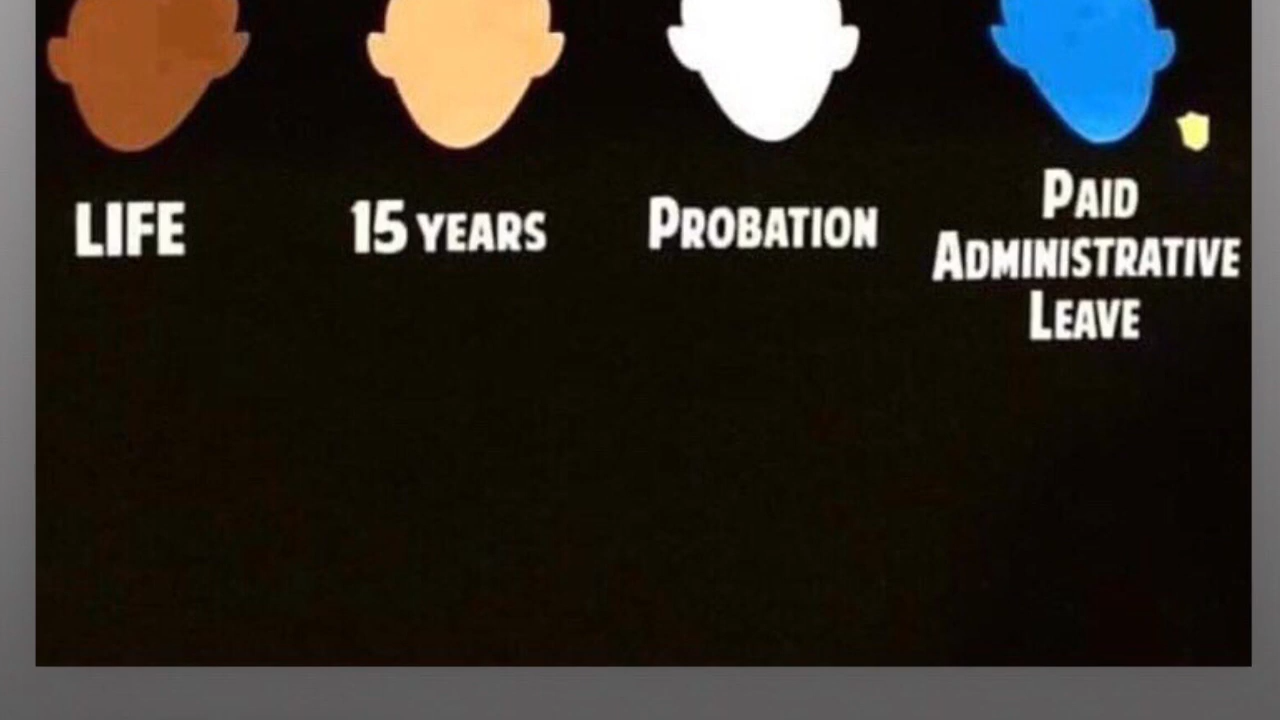 LIFE
15 YEARS
PROBATION
PAID
ADMINISTRATIVE
LEAVE